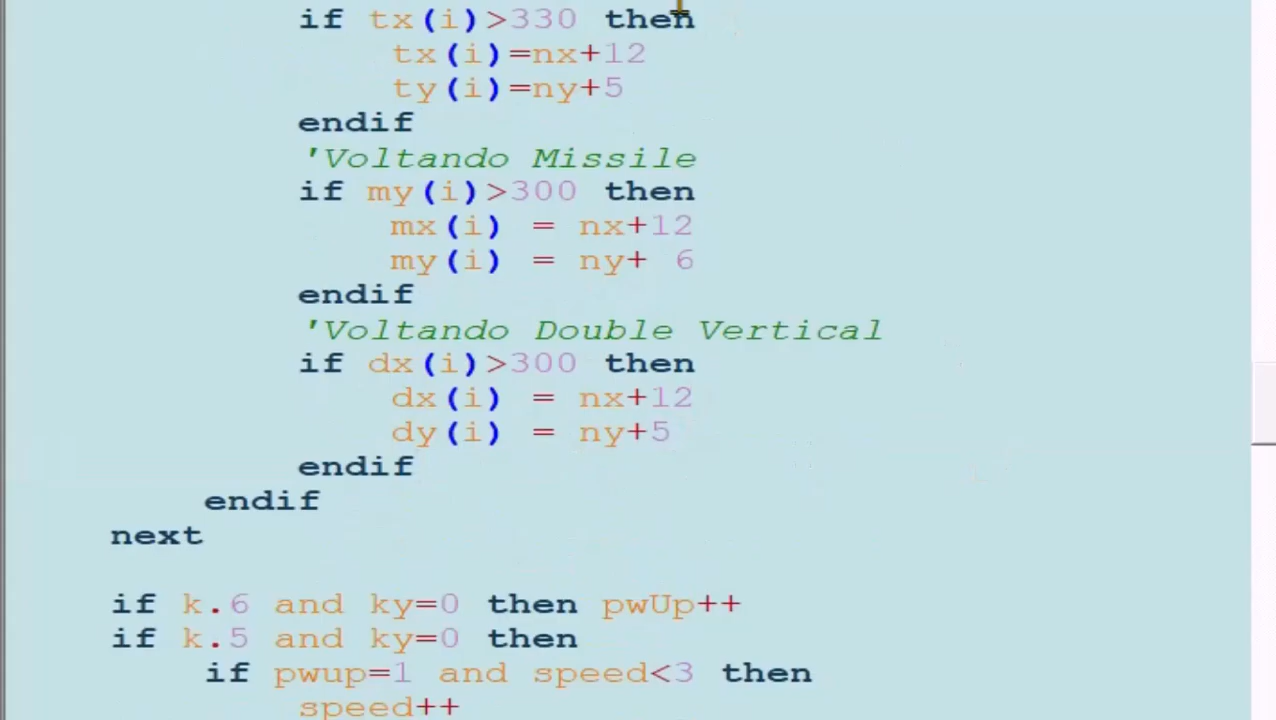 if tx(i)>330 then
tx(i)=nx+12
ty(i)=ny+5
endif
'Voltando Missile
if my(i)>300 then
mx(i) = nx+12
my(i) = ny+ 6
endif
'Voltando Double Vertical
if dx(i)>300 then
dx(i) = nx+12
dy(i) = ny+5
endif
endif
next
if k.6 and ky=0 then pwUp++
if k.5 and ky=0 then
if pwup=1 and speed<3 then
speed++